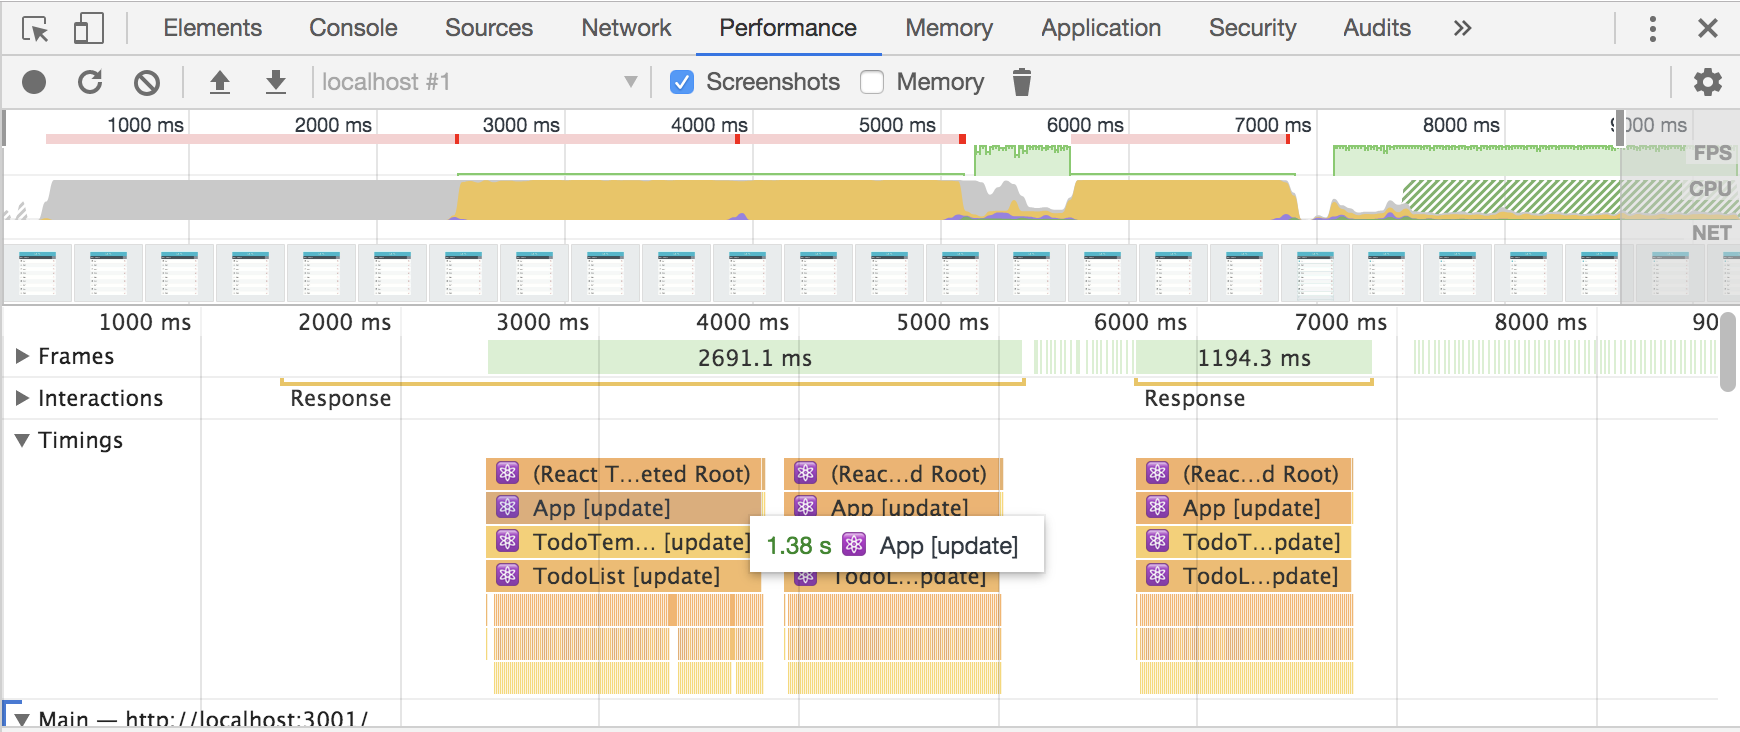 Elements Console Sources Network Performance Memory Application Security Audits »
localhost #1 Screenshots Memory
1000 ms 2000 ms 3000 ms 4000 ms 5000 ms 6000 ms 7000 ms 8000 ms 9000 ms
FPS
CPU
NET
1000 ms 2000 ms 3000 ms 4000 ms 5000 ms 6000 ms 7000 ms 8000 ms 90
Frames 2691.1 ms 1194.3 ms
Interactions Response Response
Timings
(React T...eted Root) (Reac...d Root) (Reac...d Root)
App [update] App [update] App [update]
TodoTem... [update] TodoT...pdate]
1.38 s App [update]
TodoList [update] TodoL...pdate] TodoL...pdate]
Main — http://localhost:3001/